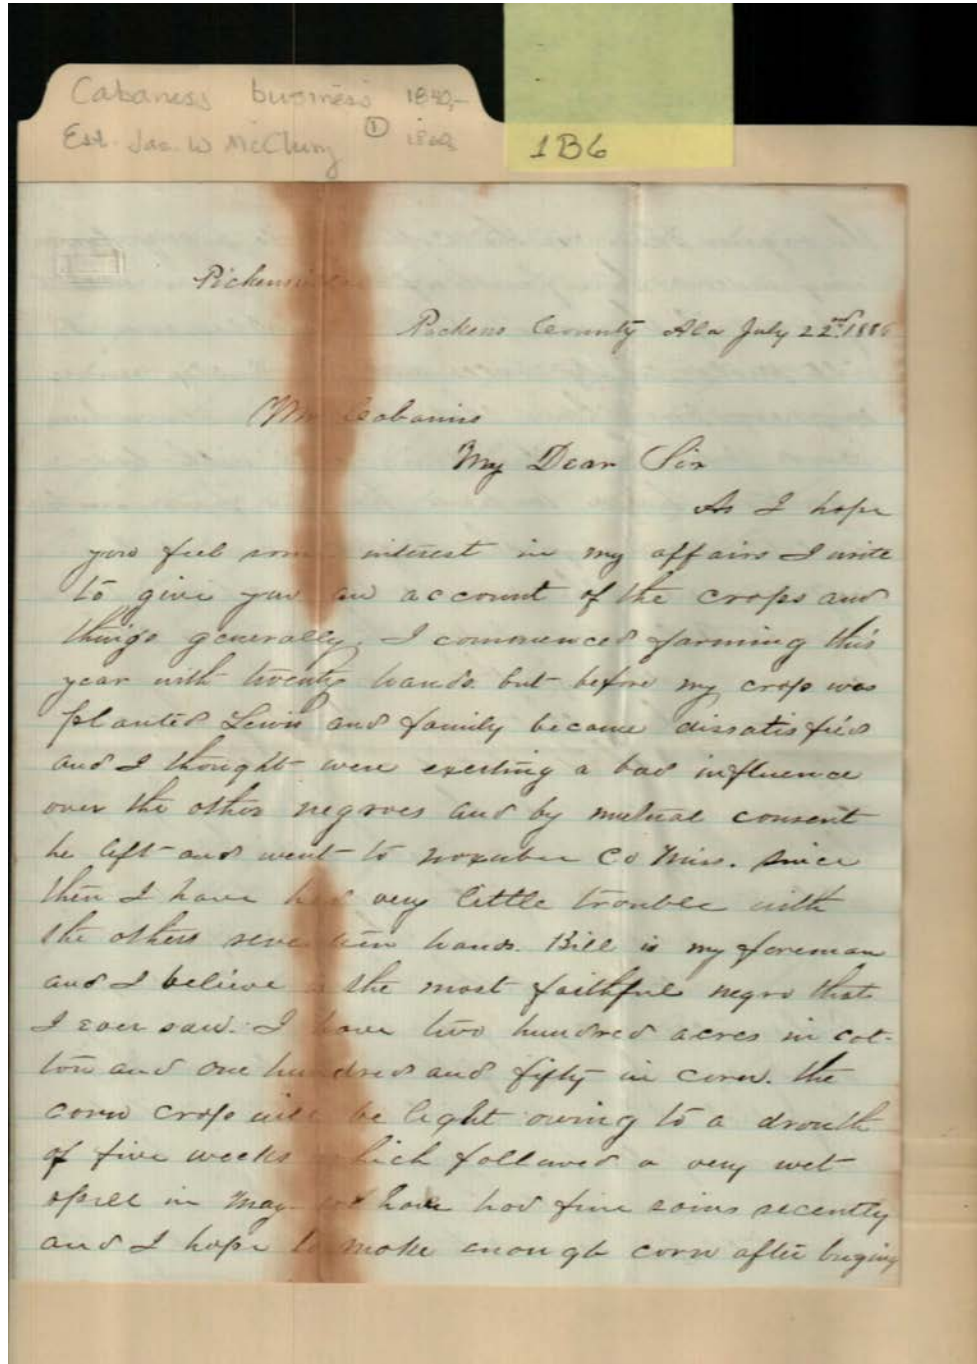 Cabaness business 1840,-
Est. Jas. W McClung ① 
1B6
Pickensville
Pickens County Ala July 22nd.
Mr Cabaniss
My Dear Sir
As I hope
you feel some interest in my affairs I write
to give you an account of the crops and
things generally, I commenced farming this
year with twenty hands but before my crop was
planted Lewis and family became dissatisfied
and I thought were exerting a bad influence
over the other negroes and by mutual consent
he left and went to noxubee Co Miss. since
then I have had very little trouble with
the others seventeen hands. Bill is my foreman
and I believe is the most faithful negro that
I ever saw. I have two hundred acres in cot-
ton and one hundred and fifty in corn. the
corn crop will be light owing to a drouth
of five weeks which followed a very wet
spell in may we have had fine rains recently
and I hope to make enough corn after buying